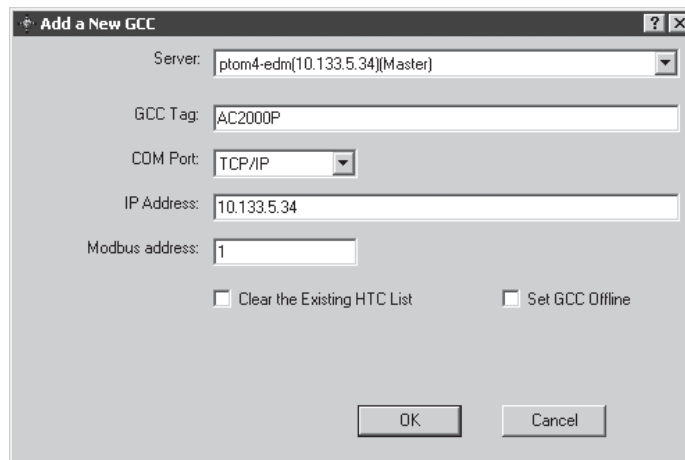 Add a New GCC
Server: ptom4-edm(10.133.5.34)(Master)
GCC Tag: AC2000P
COM Port: TCP/IP
IP Address: 10.133.5.34
Modbus address: 1
Clear the Existing HTC List Set GCC Offline
OK Cancel